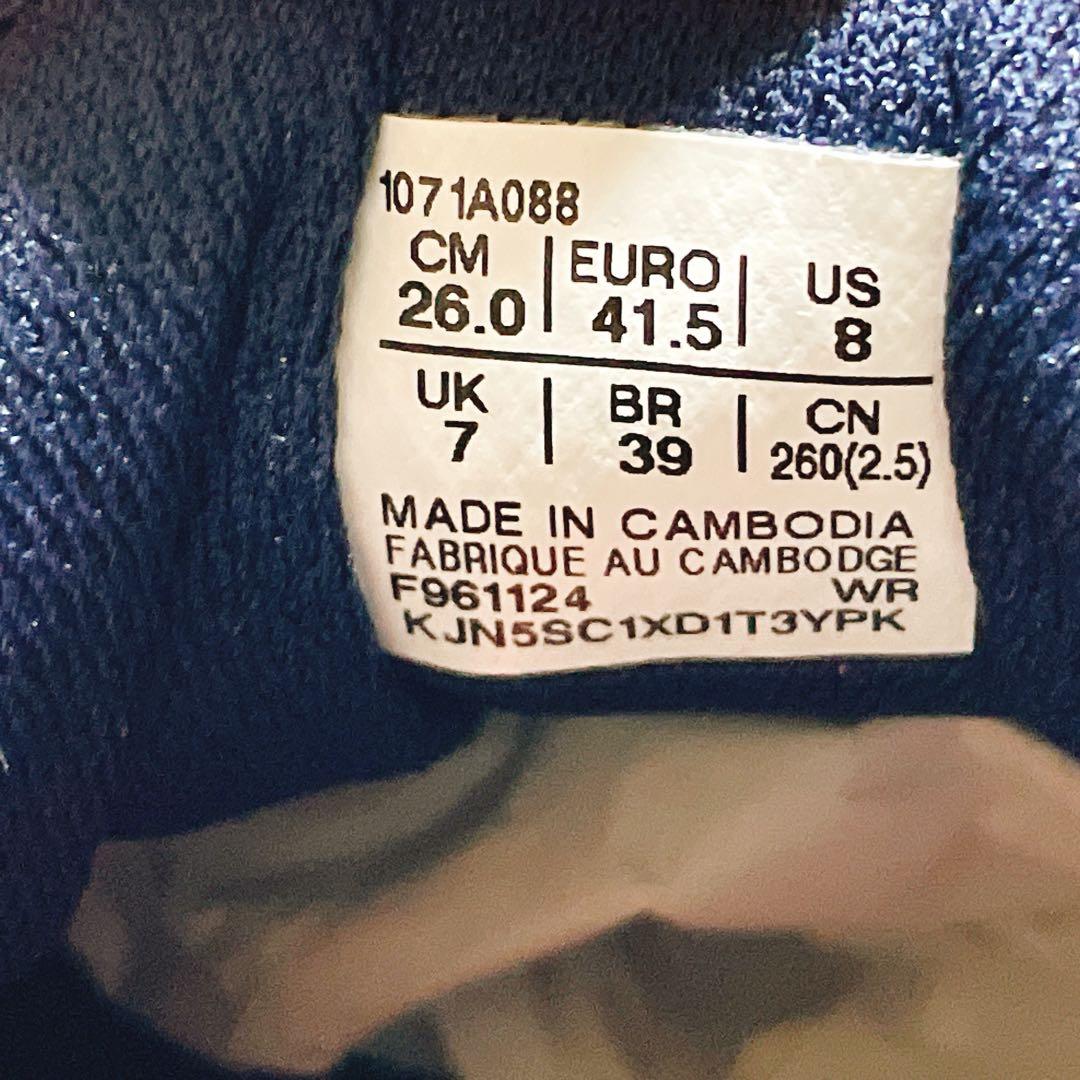 1071A088
CM | EURO | US
26.0 | 41.5 | 8
UK | BR | CN
7 | 39 | 260(2.5)
MADE IN CAMBODIA
FABRIQUE AU CAMBODGE
F961124 WR
KJN5SC1XD1T3YPK